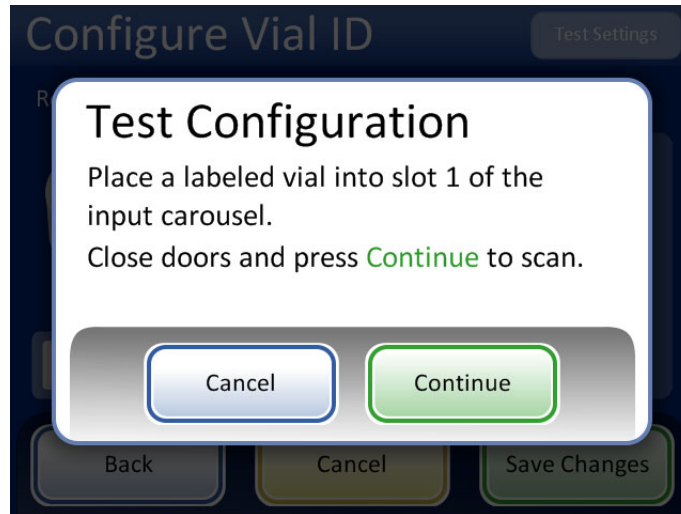 Configure Vial ID
Test Settings
Test Configuration
Place a labeled vial into slot 1 of the
input carousel.
Close doors and press Continue to scan.
Cancel
Continue
Back
Cancel
Save Changes